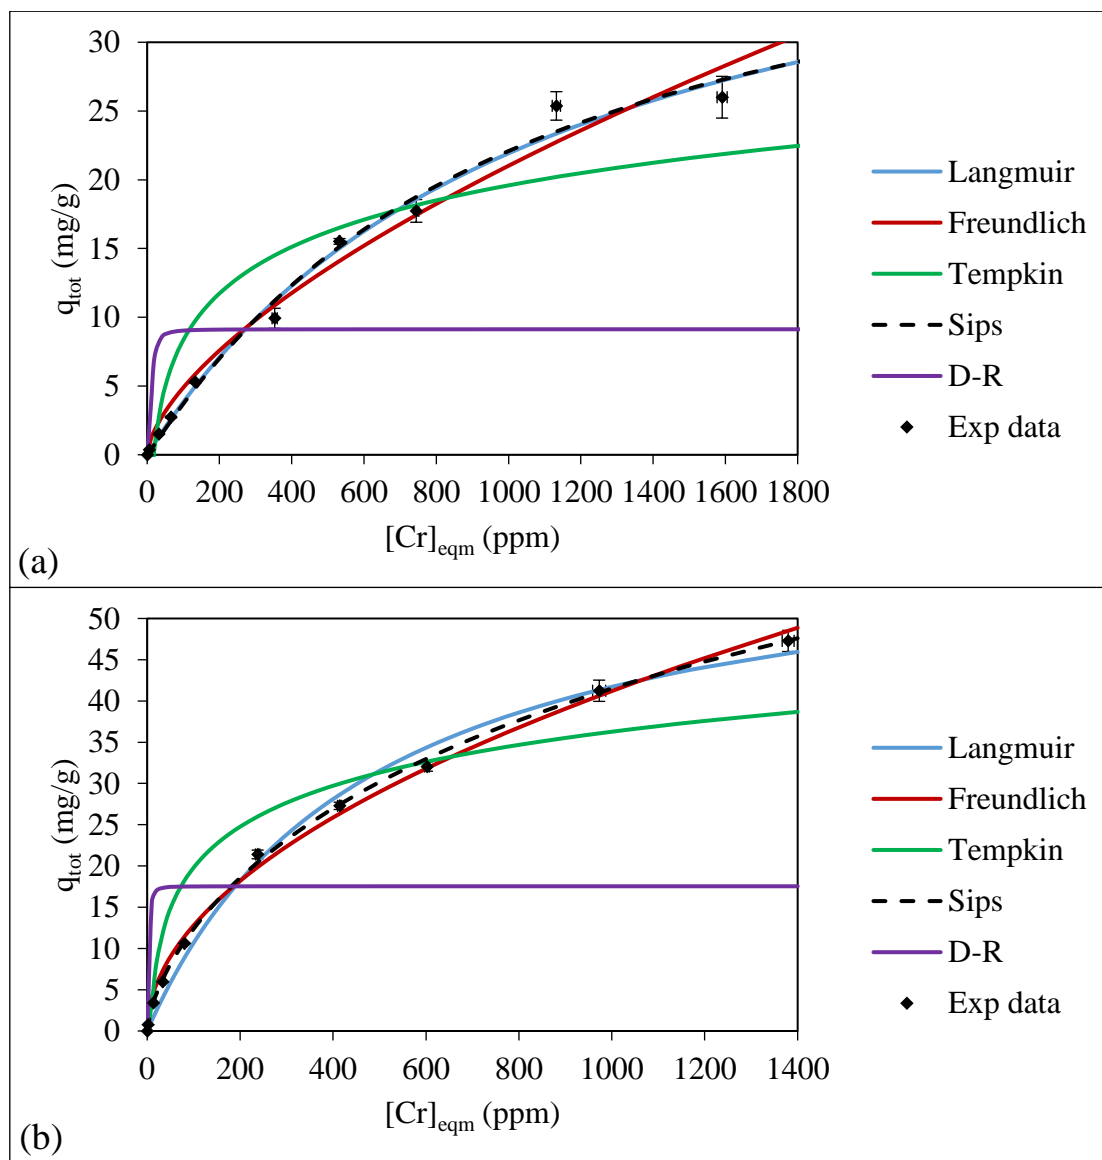 30
25
20
15
10
5
0
q_tot (mg/g)
0 200 400 600 800 1000 1200 1400 1600 1800
[Cr]_eqm (ppm)
Langmuir
Freundlich
Tempkin
Sips
D-R
Exp data
(a)
50
45
40
35
30
25
20
15
10
5
0
q_tot (mg/g)
0 200 400 600 800 1000 1200 1400
[Cr]_eqm (ppm)
Langmuir
Freundlich
Tempkin
Sips
D-R
Exp data
(b)